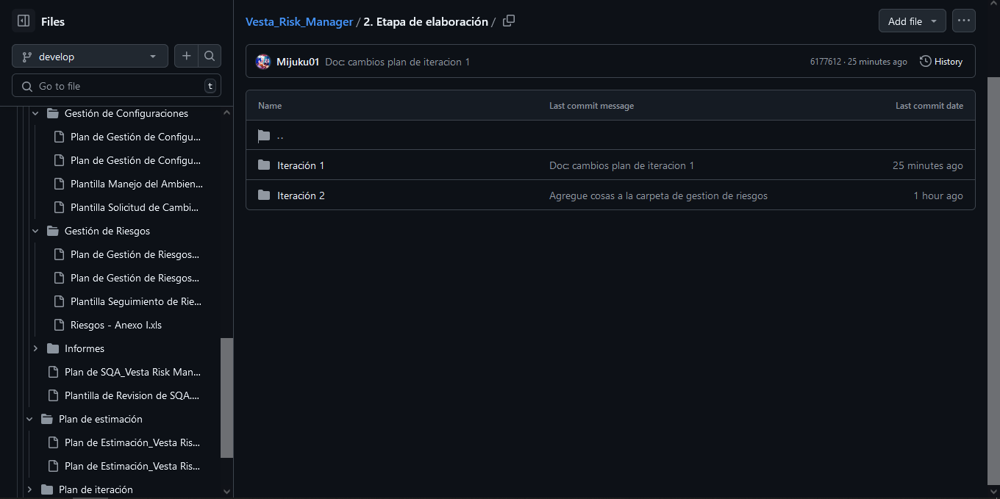 Files
develop
Go to file
t
Gestión de Configuraciones
Plan de Gestión de Configu...
Plan de Gestión de Configu...
Plantilla Manejo del Ambien...
Plantilla Solicitud de Cambi...
Gestión de Riesgos
Plan de Gestión de Riesgos...
Plan de Gestión de Riesgos...
Plantilla Seguimiento de Rie...
Riesgos - Anexo I.xls
Informes
Plan de SQA_Vesta Risk Man...
Plantilla de Revision de SQA....
Plan de estimación
Plan de Estimación_Vesta Ris...
Plan de Estimación_Vesta Ris...
Plan de iteración
Vesta_Risk_Manager / 2. Etapa de elaboración /
Add file
Mijuku01 Doc: cambios plan de iteracion 1
6177612 · 25 minutes ago
History
Name Last commit message Last commit date
..
Iteración 1 Doc: cambios plan de iteracion 1 25 minutes ago
Iteración 2 Agregue cosas a la carpeta de gestion de riesgos 1 hour ago